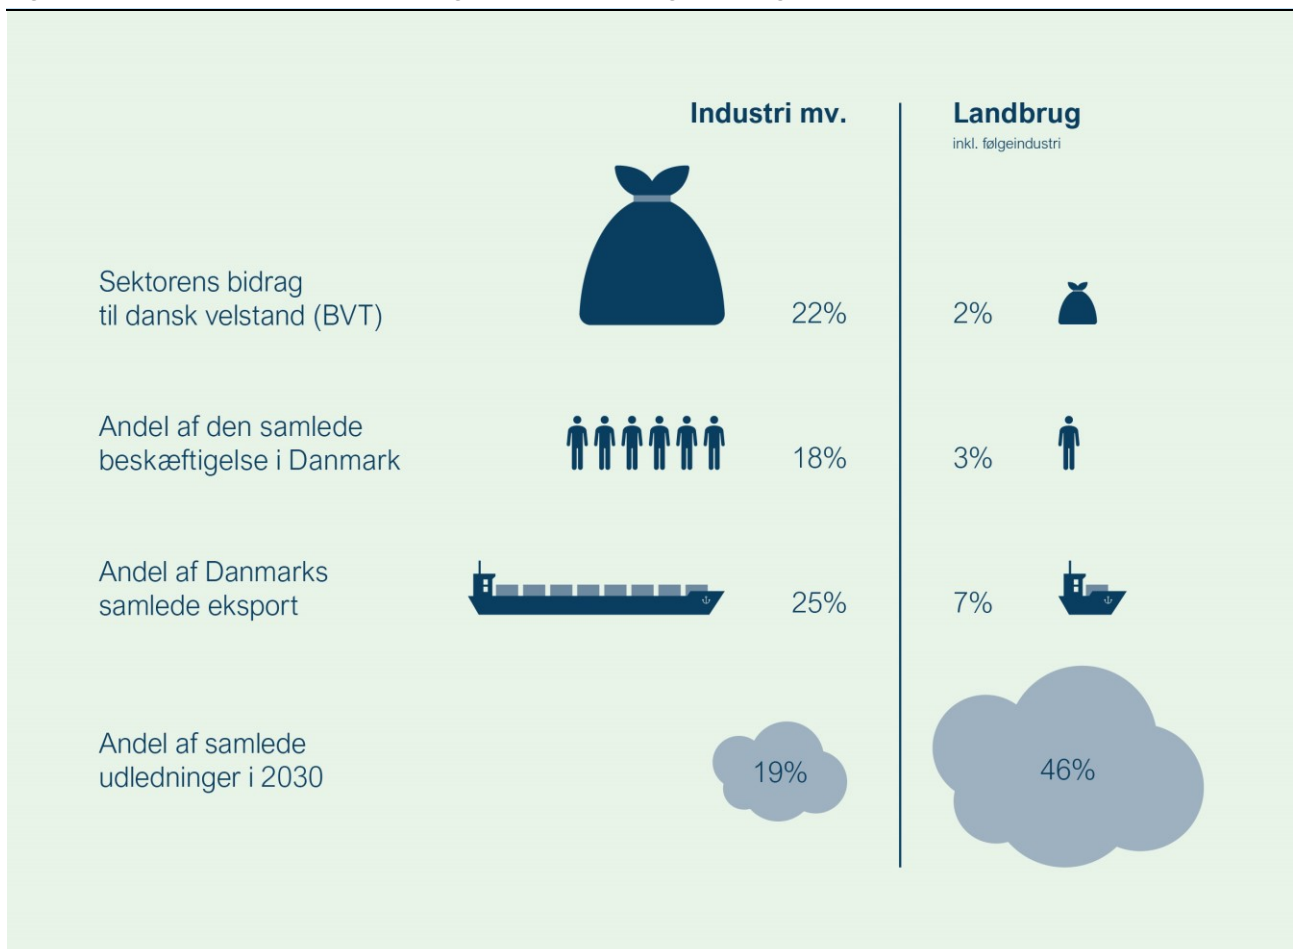 Industri mv.
Landbrug
inkl. følgeindustri
Sektorens bidrag
til dansk velstand (BVT)
22%
2%
Andel af den samlede
beskæftigelse i Danmark
18%
3%
Andel af Danmarks
samlede eksport
25%
7%
Andel af samlede
udledninger i 2030
19%
46%